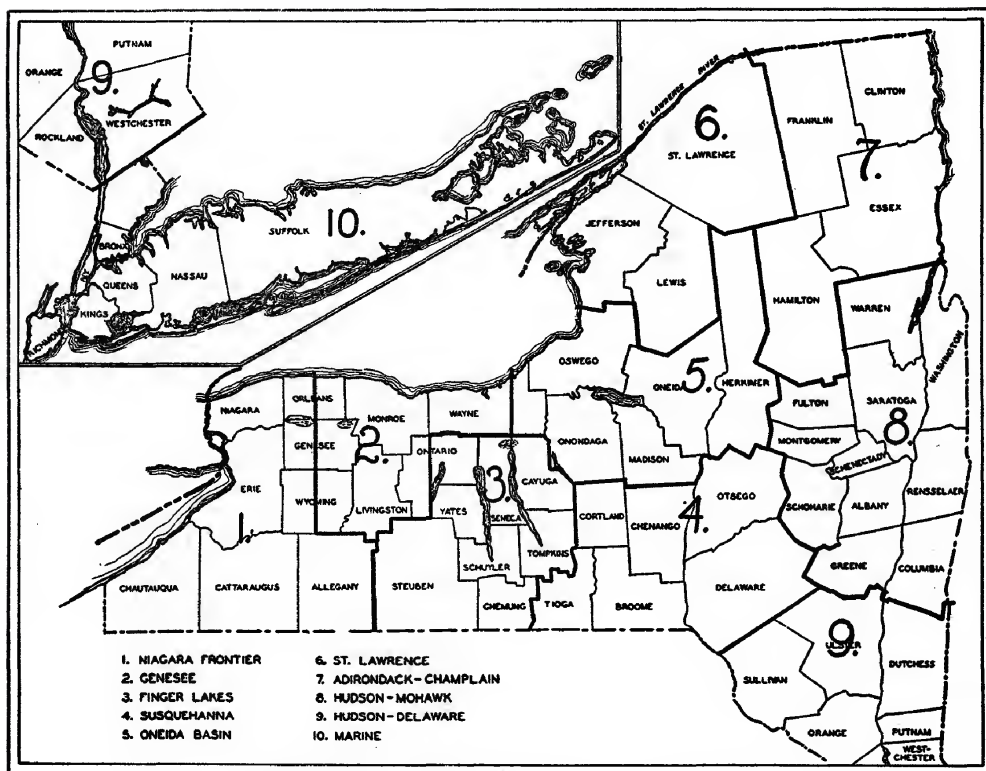 PUTNAM
ORANGE
9.
WESTCHESTER
ROCKLAND
BRONX
QUEENS
NASSAU
KINGS
RICHMOND
SUFFOLK
10.
ST. LAWRENCE RIVER
6.
ST. LAWRENCE
FRANKLIN
CLINTON
7.
ESSEX
JEFFERSON
LEWIS
HAMILTON
WARREN
WASHINGTON
OSWEGO
ONEIDA
5.
HERKIMER
FULTON
SARATOGA
8.
MONTGOMERY
SCHENECTADY
NIAGARA
ORLEANS
MONROE
WAYNE
GENESEE
2.
ONTARIO
3.
CAYUGA
ONONDAGA
MADISON
ERIE
1
WYOMING
LIVINGSTON
YATES
SENECA
CORTLAND
CHENANGO
4.
OTSEGO
SCHOHARIE
ALBANY
RENSSELAER
TOMPKINS
SCHUYLER
CHAUTAUQUA
CATTARAUGUS
ALLEGANY
STEUBEN
CHEMUNG
TIOGA
BROOME
DELAWARE
GREENE
COLUMBIA
9.
ULSTER
SULLIVAN
DUTCHESS
ORANGE
PUTNAM
WEST-
CHESTER
1. NIAGARA FRONTIER
2. GENESEE
3. FINGER LAKES
4. SUSQUEHANNA
5. ONEIDA BASIN
6. ST. LAWRENCE
7. ADIRONDACK-CHAMPLAIN
8. HUDSON-MOHAWK
9. HUDSON-DELAWARE
10. MARINE